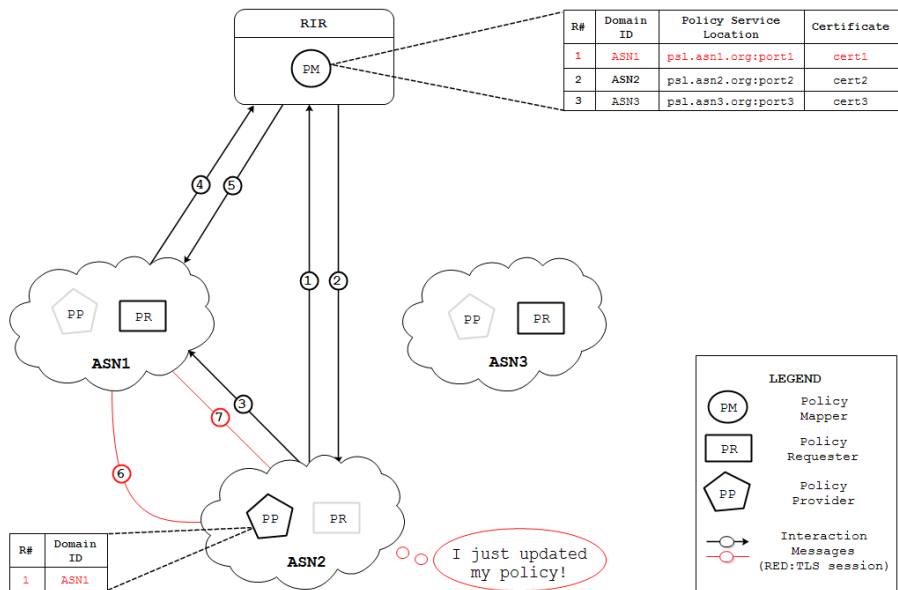 RIR
PM
R# Domain ID Policy Service Location Certificate
1 ASN1 psl.asn1.org:port1 cert1
2 ASN2 psl.asn2.org:port2 cert2
3 ASN3 psl.asn3.org:port3 cert3
4
5
1
2
PP
PR
ASN1
PP
PR
ASN3
3
7
6
PP
PR
ASN2
R# Domain ID
1 ASN1
I just updated
my policy!
LEGEND
PM
Policy
Mapper
PR
Policy
Requester
PP
Policy
Provider
Interaction
Messages
(RED:TLS session)